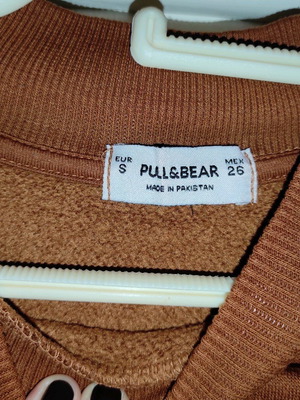 EUR S PULL&BEAR MEX 26
MADE IN PAKISTAN